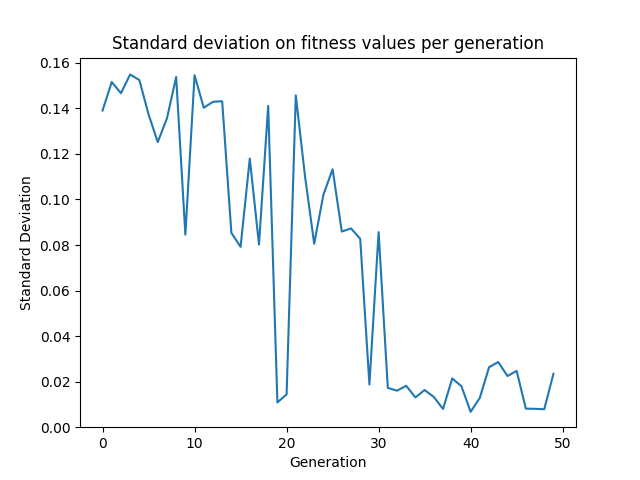 Standard deviation on fitness values per generation
0.16
0.14
0.12
0.10
0.08
0.06
0.04
0.02
0.00
Standard Deviation
0 10 20 30 40 50
Generation